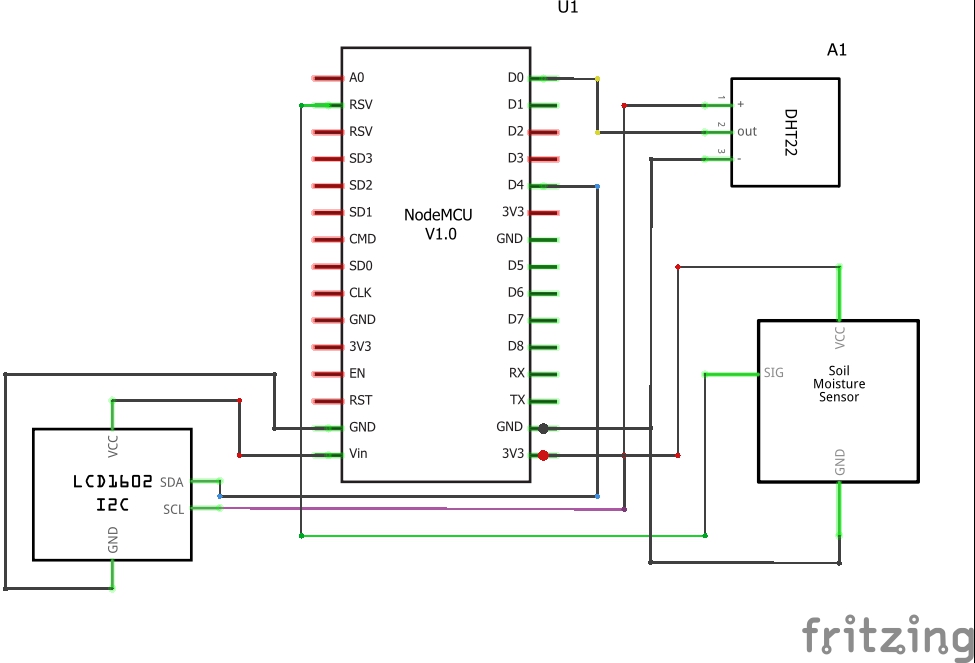 U1
A1
A0 D0
RSV D1
RSV D2
SD3 D3
SD2 D4
SD1 3V3
CMD GND
SD0 D5
CLK D6
GND D7
3V3 D8
EN RX
RST TX
GND GND
Vin 3V3
NodeMCU
V1.0
1 +
2 out
3 -
DHT22
VCC
SIG
Soil
Moisture
Sensor
GND
VCC
LCD1602
I2C
SDA
SCL
GND
fritzing